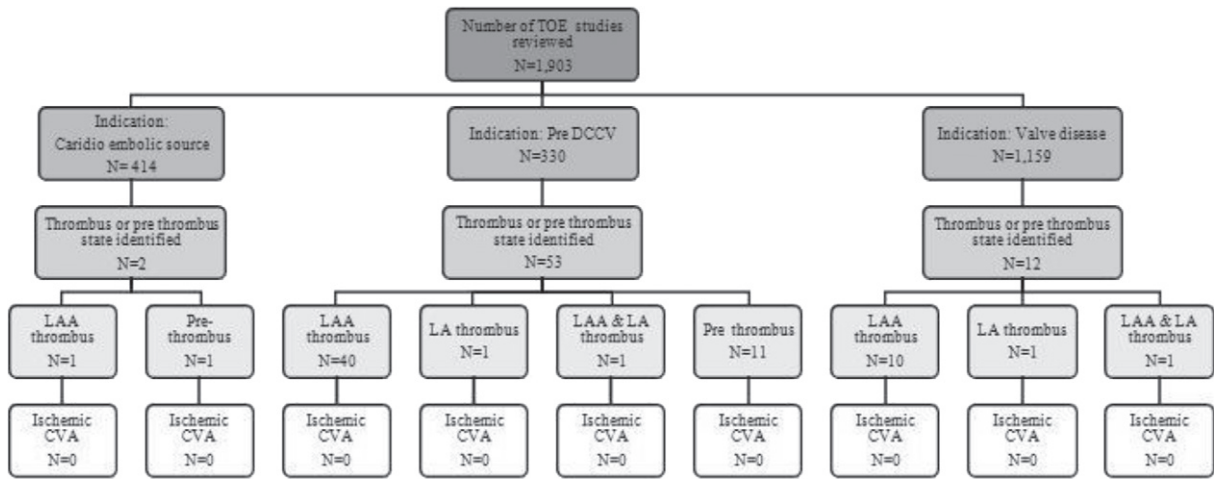 Number of TOE studies
reviewed
N=1,903
Indication:
Caridio embolic source
N= 414
Indication: Pre DCCV
N=330
Indication: Valve disease
N=1,159
Thrombus or pre thrombus
state identified
N=2
Thrombus or pre thrombus
state identified
N=53
Thrombus or pre thrombus
state identified
N=12
LAA
thrombus
N=1
Pre-
thrombus
N=1
LAA
thrombus
N=40
LA thrombus
N=1
LAA & LA
thrombus
N=1
Pre thrombus
N=11
LAA
thrombus
N=10
LA thrombus
N=1
LAA & LA
thrombus
N=1
Ischemic
CVA
N=0
Ischemic
CVA
N=0
Ischemic
CVA
N=0
Ischemic
CVA
N=0
Ischemic
CVA
N=0
Ischemic
CVA
N=0
Ischemic
CVA
N=0
Ischemic
CVA
N=0
Ischemic
CVA
N=0